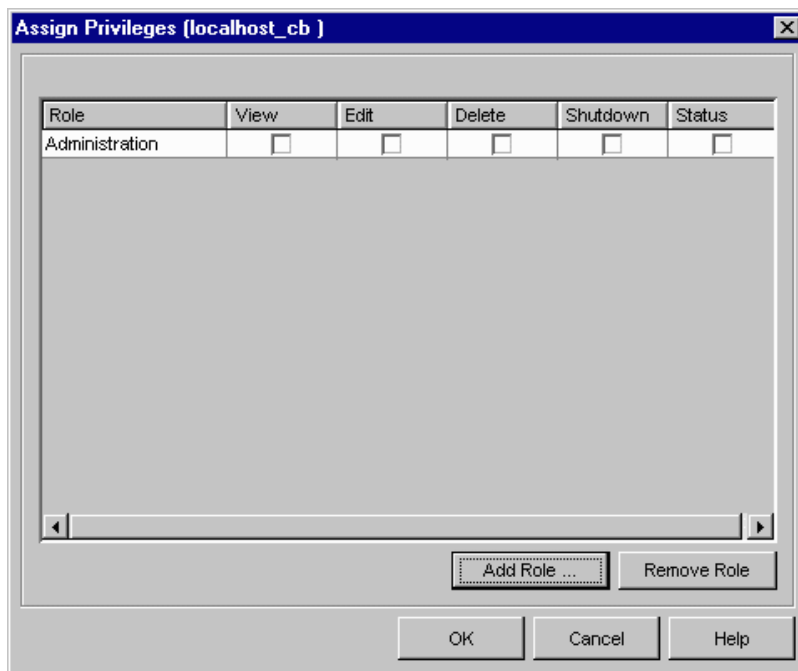 Assign Privileges (localhost_cb )
Role View Edit Delete Shutdown Status
Administration
Add Role ... Remove Role
OK Cancel Help